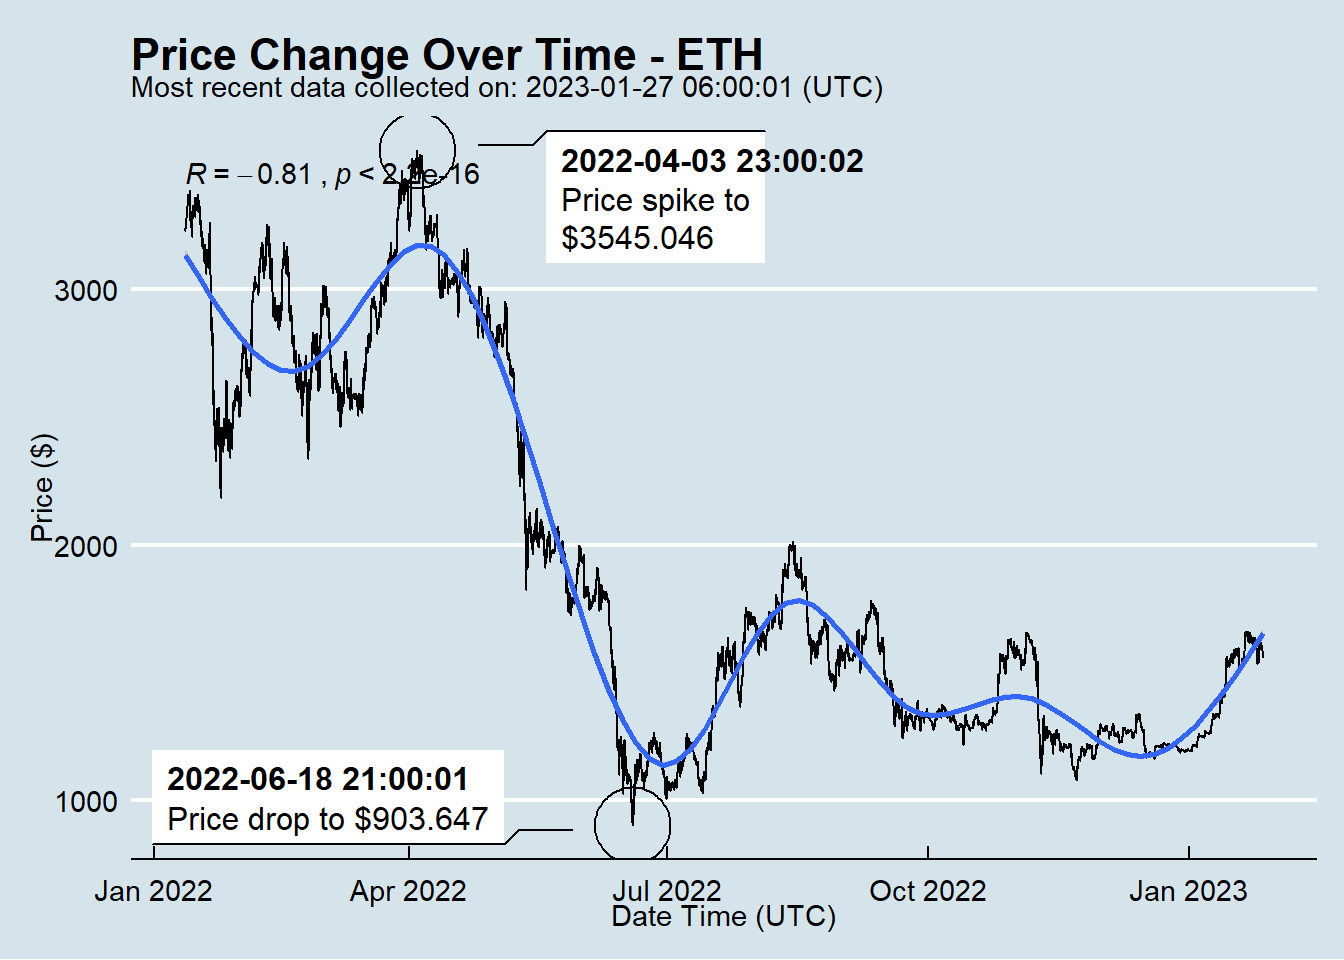 Price Change Over Time - ETH
Most recent data collected on: 2023-01-27 06:00:01 (UTC)
R = −0.81 , p < 2.2e-16
2022-04-03 23:00:02
Price spike to
$3545.046
3000
2000
1000
Price ($)
2022-06-18 21:00:01
Price drop to $903.647
Jan 2022
Apr 2022
Jul 2022
Oct 2022
Jan 2023
Date Time (UTC)